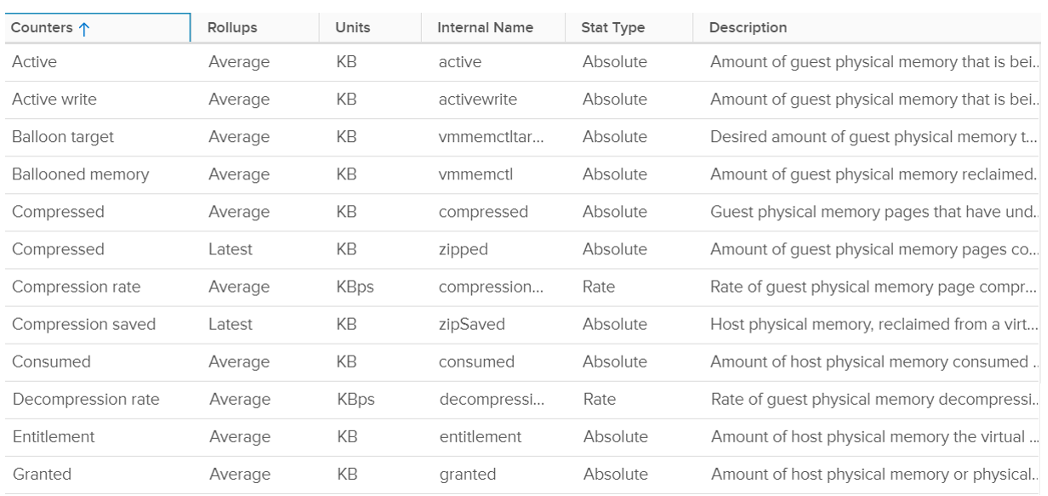 Counters Rollups Units Internal Name Stat Type Description
Active Average KB active Absolute Amount of guest physical memory that is bei..
Active write Average KB activewrite Absolute Amount of guest physical memory that is bei..
Balloon target Average KB vmmemctltar... Absolute Desired amount of guest physical memory t...
Ballooned memory Average KB vmmemctl Absolute Amount of guest physical memory reclaimed.
Compressed Average KB compressed Absolute Guest physical memory pages that have und..
Compressed Latest KB zipped Absolute Amount of guest physical memory pages co...
Compression rate Average KBps compression... Rate Rate of guest physical memory page compr...
Compression saved Latest KB zipSaved Absolute Host physical memory, reclaimed from a virt...
Consumed Average KB consumed Absolute Amount of host physical memory consumed ..
Decompression rate Average KBps decompressi... Rate Rate of guest physical memory decompressi..
Entitlement Average KB entitlement Absolute Amount of host physical memory the virtual ...
Granted Average KB granted Absolute Amount of host physical memory or physical..